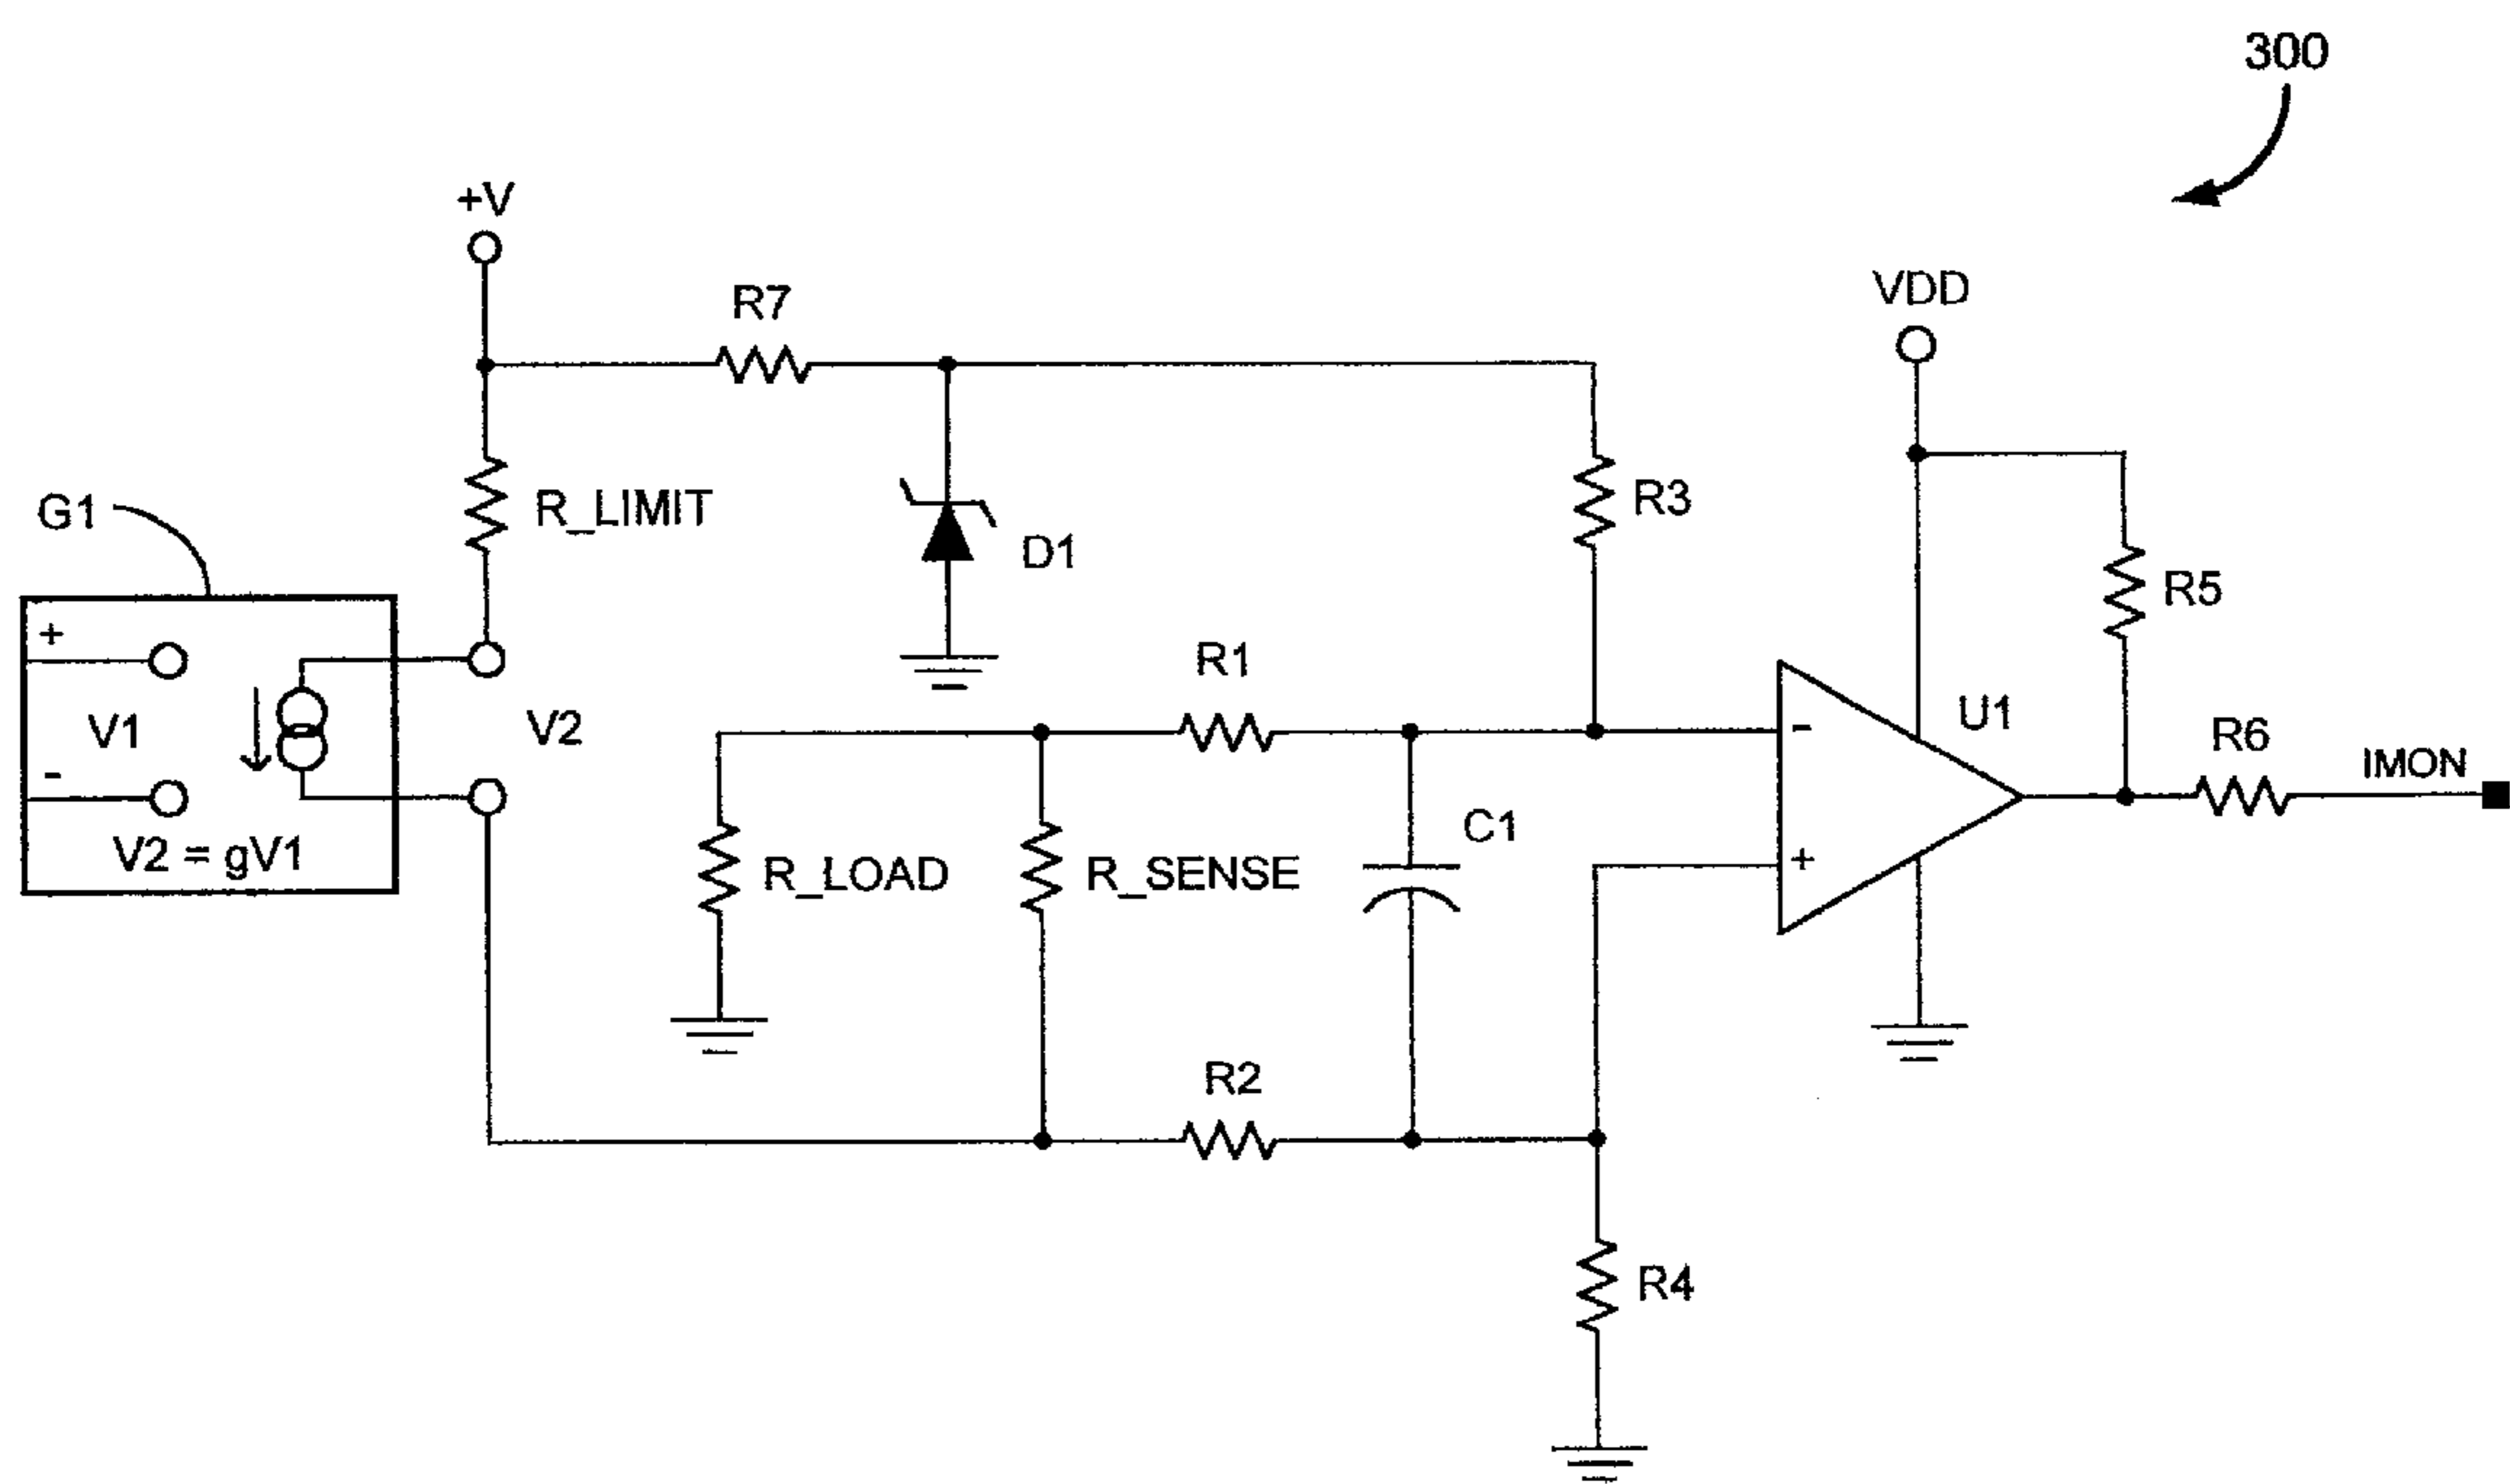 300
+V
R7
VDD
G1
R_LIMIT
R3
D1
R5
+
V1
-
V2 = gV1
V2
R1
-
U1
R6
IMON
R_LOAD
R_SENSE
C1
+
R2
R4